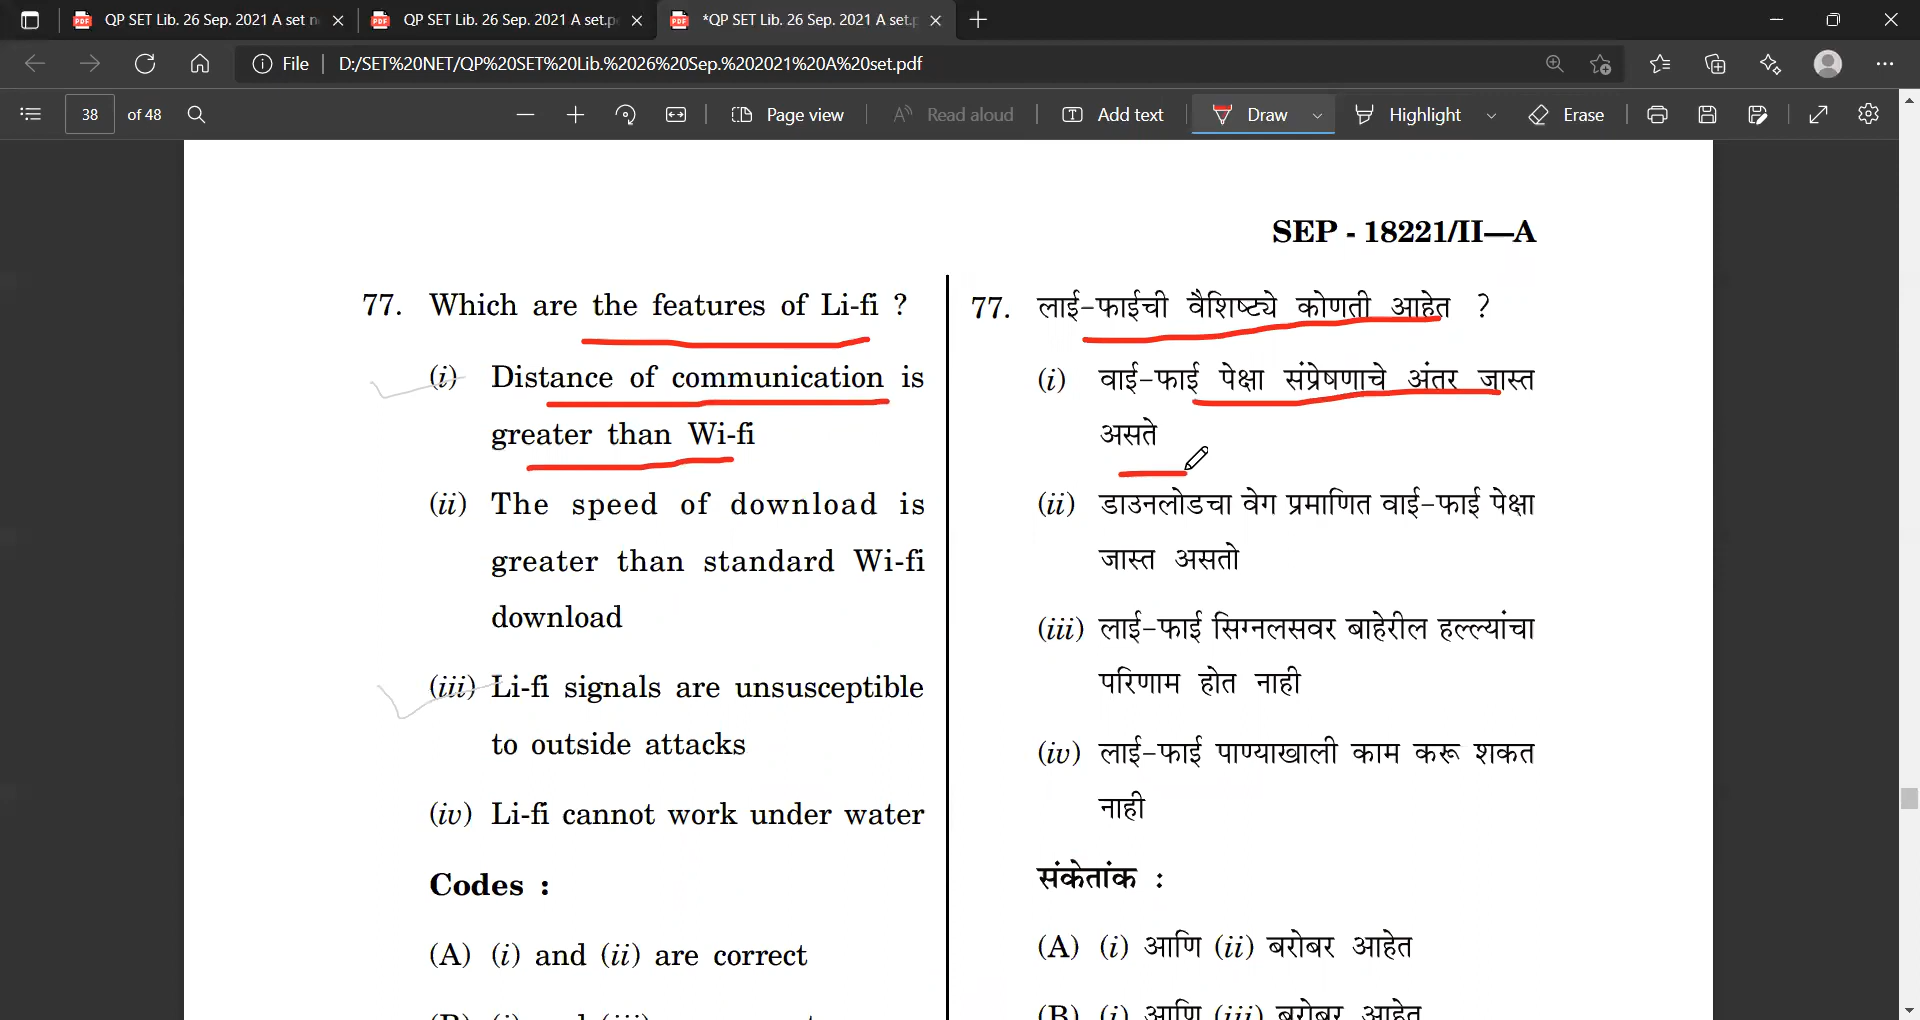 QP SET Lib. 26 Sep. 2021 A set n
QP SET Lib. 26 Sep. 2021 A set.p
*QP SET Lib. 26 Sep. 2021 A set.p
File
D:/SET%20NET/QP%20SET%20Lib.%2026%20Sep.%202021%20A%20set.pdf
38 of 48
Page view
Read aloud
Add text
Draw
Highlight
Erase
SEP - 18221/II—A
77. Which are the features of Li-fi ?
(i) Distance of communication is
greater than Wi-fi
(ii) The speed of download is
greater than standard Wi-fi
download
(iii) Li-fi signals are unsusceptible
to outside attacks
(iv) Li-fi cannot work under water
Codes :
(A) (i) and (ii) are correct
77. लाई-फाईची वैशिष्ट्ये कोणती आहेत ?
(i) वाई-फाई पेक्षा संप्रेषणाचे अंतर जास्त
असते
(ii) डाउनलोडचा वेग प्रमाणित वाई-फाई पेक्षा
जास्त असतो
(iii) लाई-फाई सिग्नलसवर बाहेरील हल्ल्यांचा
परिणाम होत नाही
(iv) लाई-फाई पाण्याखाली काम करू शकत
नाही
संकेतांक :
(A) (i) आणि (ii) बरोबर आहेत
(B) (i) आणि (iii) बरोबर आहेत